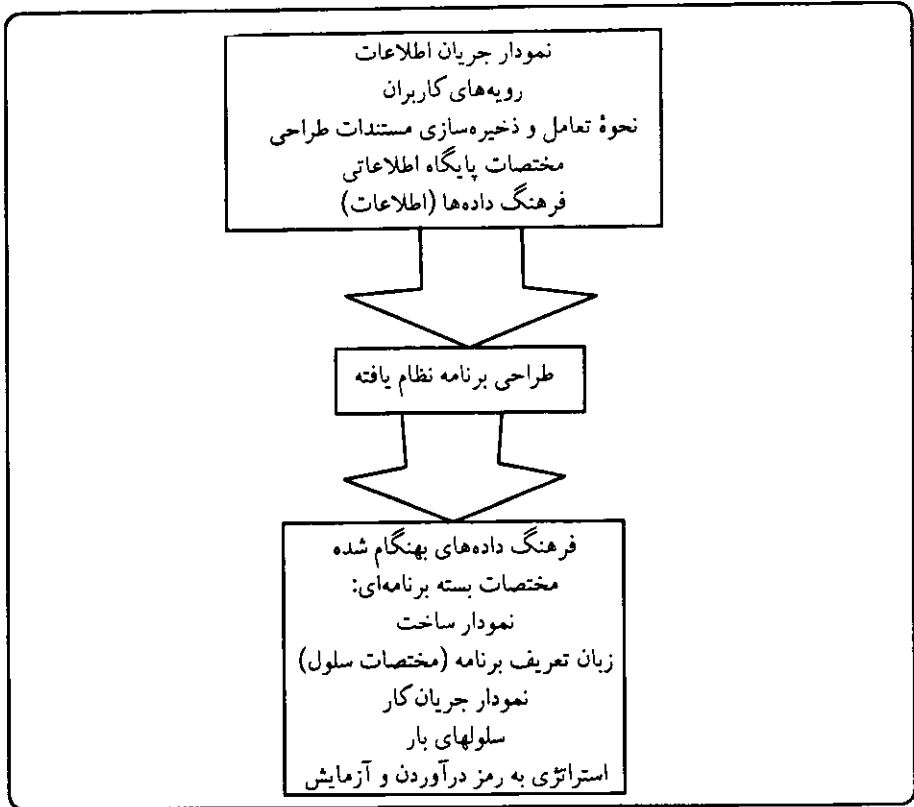 نمودار جریان اطلاعات
رویه‌های کاربران
نحوهٔ تعامل و ذخیره‌سازی مستندات طراحی
مختصات پایگاه اطلاعاتی
فرهنگ داده‌ها (اطلاعات)
طراحی برنامه نظام یافته
فرهنگ داده‌های بهنگام شده
مختصات بسته برنامه‌ای:
نمودار ساخت
زبان تعریف برنامه (مختصات سلول)
نمودار جریان کار
سلولهای بار
استراتژی به رمز درآوردن و آزمایش